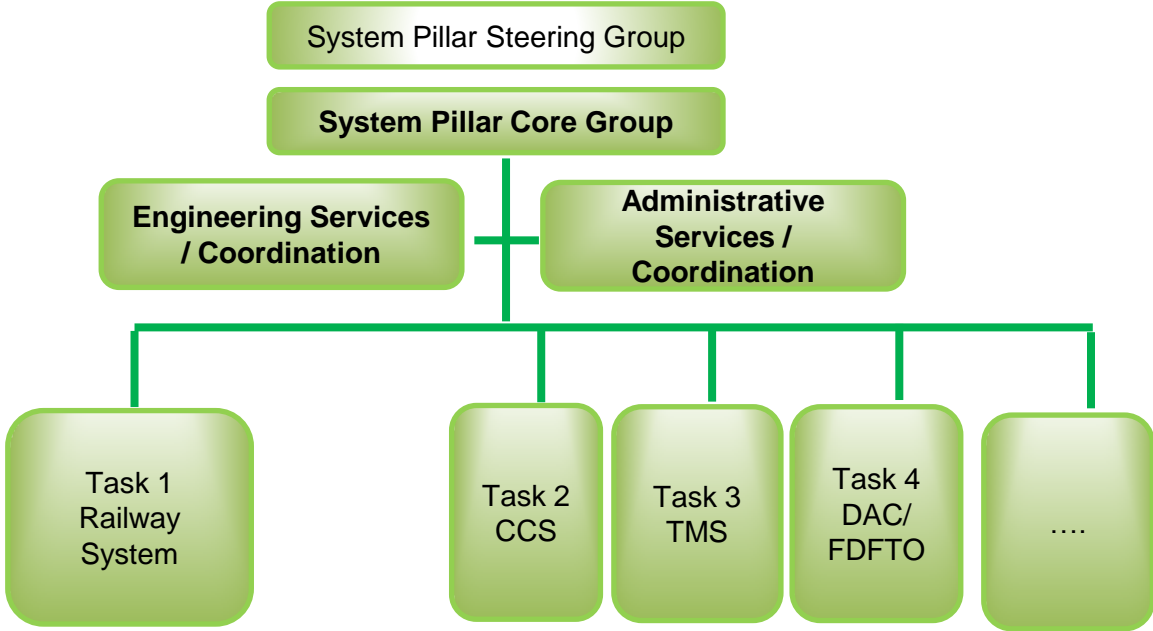 System Pillar Steering Group
System Pillar Core Group
Engineering Services
/ Coordination
Administrative
Services /
Coordination
Task 1
Railway
System
Task 2
CCS
Task 3
TMS
Task 4
DAC/
FDFTO
....